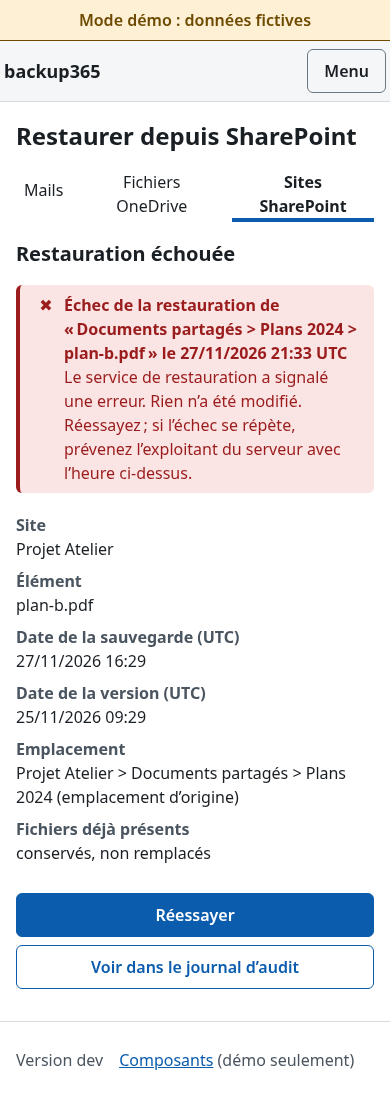 Mode démo : données fictives
backup365
Menu
Restaurer depuis SharePoint
Mails
Fichiers
OneDrive
Sites
SharePoint
Restauration échouée
✖ Échec de la restauration de
« Documents partagés > Plans 2024 >
plan-b.pdf » le 27/11/2026 21:33 UTC
Le service de restauration a signalé
une erreur. Rien n’a été modifié.
Réessayez ; si l’échec se répète,
prévenez l’exploitant du serveur avec
l’heure ci-dessus.
Site
Projet Atelier
Élément
plan-b.pdf
Date de la sauvegarde (UTC)
27/11/2026 16:29
Date de la version (UTC)
25/11/2026 09:29
Emplacement
Projet Atelier > Documents partagés > Plans
2024 (emplacement d’origine)
Fichiers déjà présents
conservés, non remplacés
Réessayer
Voir dans le journal d’audit
Version dev Composants (démo seulement)